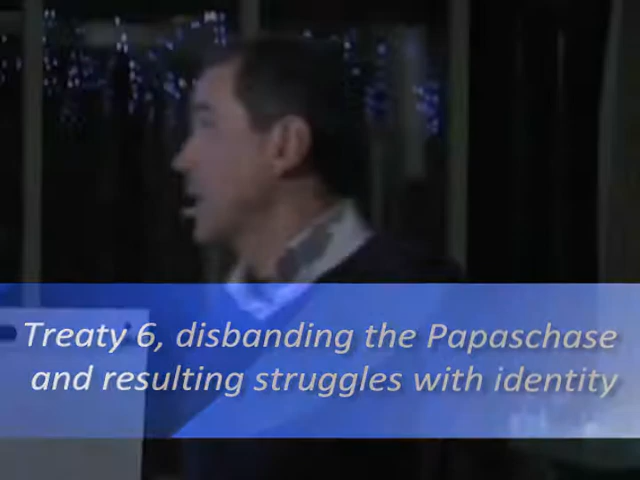 Treaty 6, disbanding the Papaschase
and resulting struggles with identity